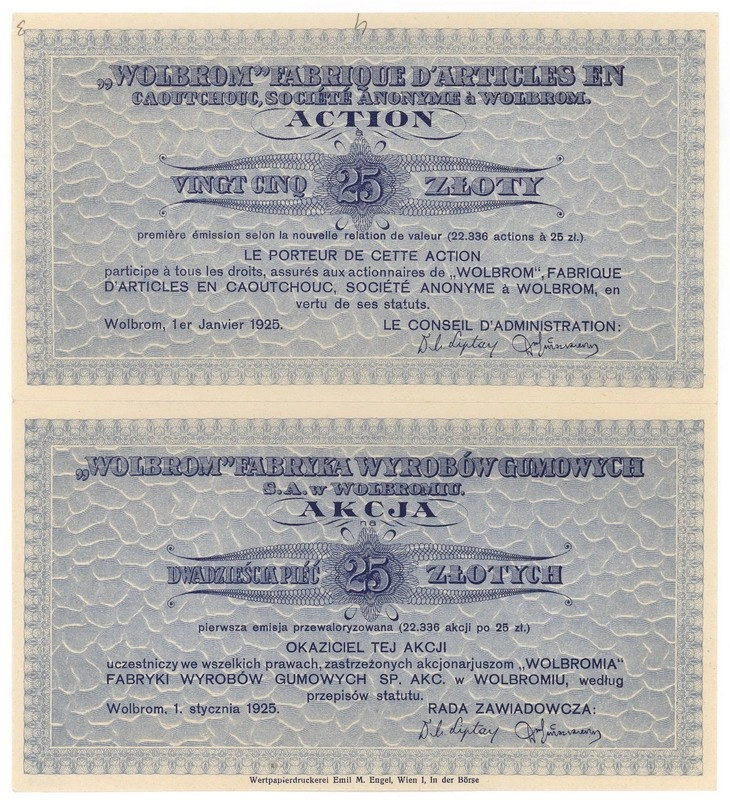 „WOLBROM” FABRIQUE D'ARTICLES EN
CAOUTCHOUC, SOCIÉTÉ ANONYME à WOLBROM.
ACTION
à
VINGT CINQ 25 ZŁOTY
première émission selon la nouvelle relation de valeur (22.336 actions à 25 zl.)
LE PORTEUR DE CETTE ACTION
participe à tous les droits, assurés aux actionnaires de „WOLBROM“, FABRIQUE
D'ARTICLES EN CAOUTCHOUC, SOCIÉTÉ ANONYME à WOLBROM, en
vertu de ses statuts.
Wolbrom, 1er Janvier 1925. LE CONSEIL D'ADMINISTRATION:
„WOLBROM” FABRYKA WYROBÓW GUMOWYCH
S.A. w WOLBROMIU.
AKCJA
na
DWADZIEŚCIA PIĘĆ 25 ZŁOTYCH
pierwsza emisja przewaloryzowana (22.336 akcji po 25 zł.)
OKAZICIEL TEJ AKCJI
uczestniczy we wszelkich prawach, zastrzeżonych akcjonarjuszom „WOLBROMIA“
FABRYKI WYROBÓW GUMOWYCH SP. AKC. w WOLBROMIU, według
przepisów statutu.
Wolbrom, 1. stycznia 1925. RADA ZAWIADOWCZA:
Wertpapierdruckerei Emil M. Engel, Wien I, In der Börse